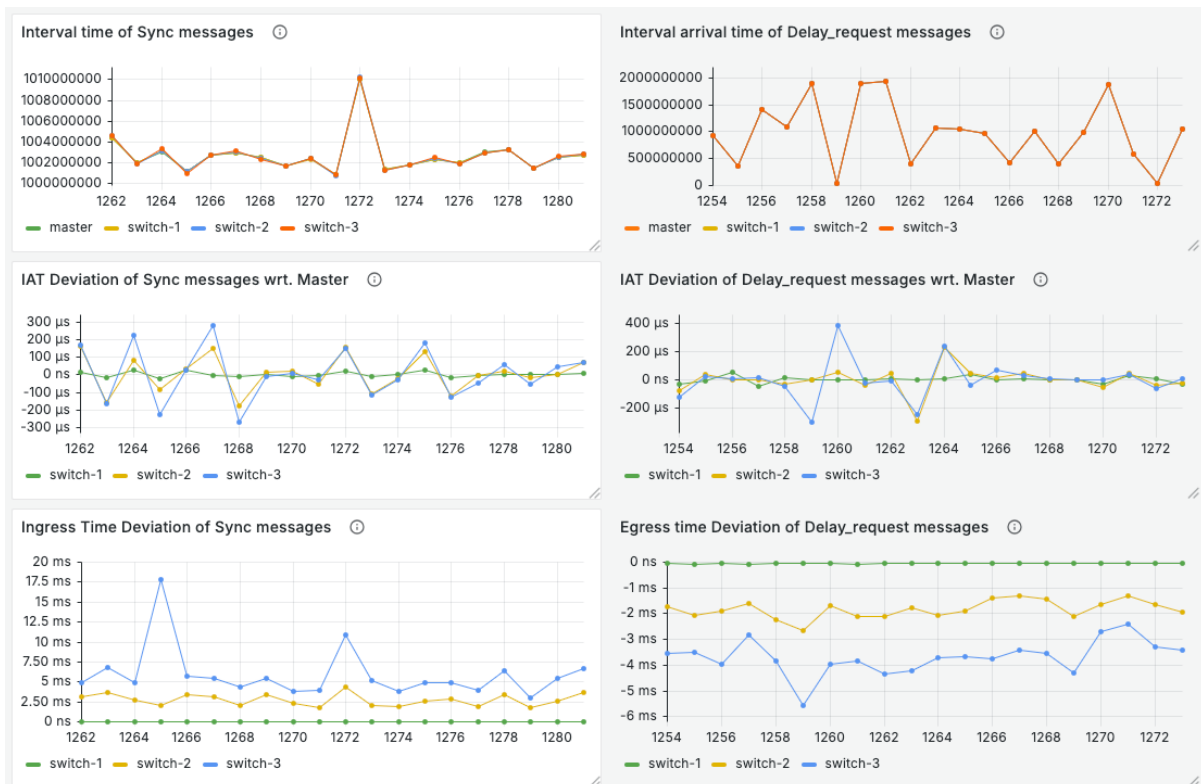 Interval time of Sync messages
1010000000
1008000000
1006000000
1004000000
1002000000
1000000000
1262 1264 1266 1268 1270 1272 1274 1276 1278 1280
master switch-1 switch-2 switch-3
Interval arrival time of Delay_request messages
2000000000
1500000000
1000000000
500000000
0
1254 1256 1258 1260 1262 1264 1266 1268 1270 1272
master switch-1 switch-2 switch-3
IAT Deviation of Sync messages wrt. Master
300 µs
200 µs
100 µs
0 ns
-100 µs
-200 µs
-300 µs
1262 1264 1266 1268 1270 1272 1274 1276 1278 1280
switch-1 switch-2 switch-3
IAT Deviation of Delay_request messages wrt. Master
400 µs
200 µs
0 ns
-200 µs
1254 1256 1258 1260 1262 1264 1266 1268 1270 1272
switch-1 switch-2 switch-3
Ingress Time Deviation of Sync messages
20 ms
17.5 ms
15 ms
12.5 ms
10 ms
7.50 ms
5 ms
2.50 ms
0 ns
1262 1264 1266 1268 1270 1272 1274 1276 1278 1280
switch-1 switch-2 switch-3
Egress time Deviation of Delay_request messages
0 ns
-1 ms
-2 ms
-3 ms
-4 ms
-5 ms
-6 ms
1254 1256 1258 1260 1262 1264 1266 1268 1270 1272
switch-1 switch-2 switch-3